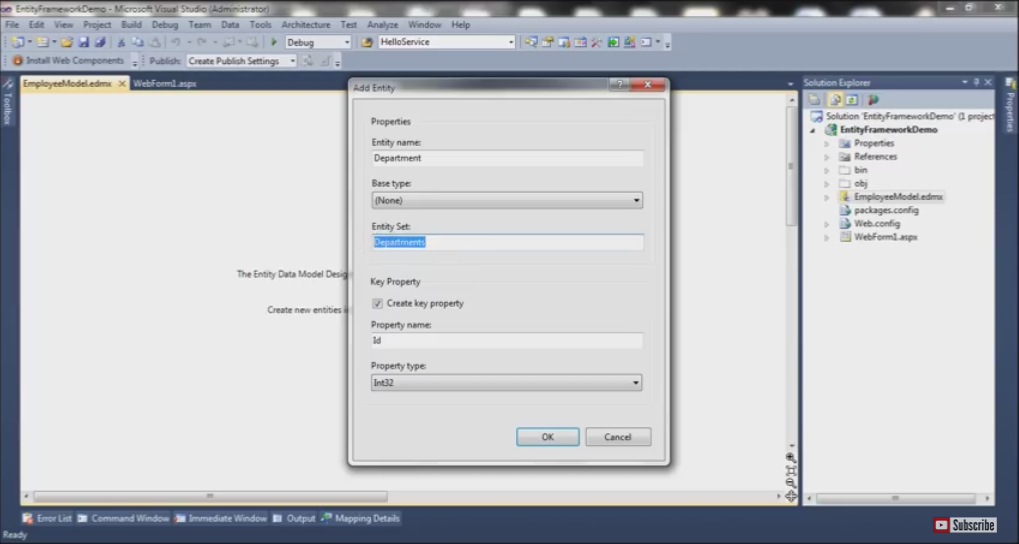 EntityFrameworkDemo - Microsoft Visual Studio (Administrator)
File Edit View Project Build Debug Team Data Tools Architecture Test Analyze Window Help
Debug HelloService
Install Web Components Publish: Create Publish Settings
EmployeeModel.edmx WebForm1.aspx
Toolbox
Add Entity
Properties
Entity name:
Department
Base type:
(None)
Entity Set:
Departments
Key Property
Create key property
Property name:
Id
Property type:
Int32
OK Cancel
The Entity Data Model Desig
Create new entities i
Solution Explorer
Solution 'EntityFrameworkDemo' (1 project
EntityFrameworkDemo
Properties
References
bin
obj
EmployeeModel.edmx
packages.config
Web.config
WebForm1.aspx
Properties
Error List Command Window Immediate Window Output Mapping Details
Ready
Subscribe